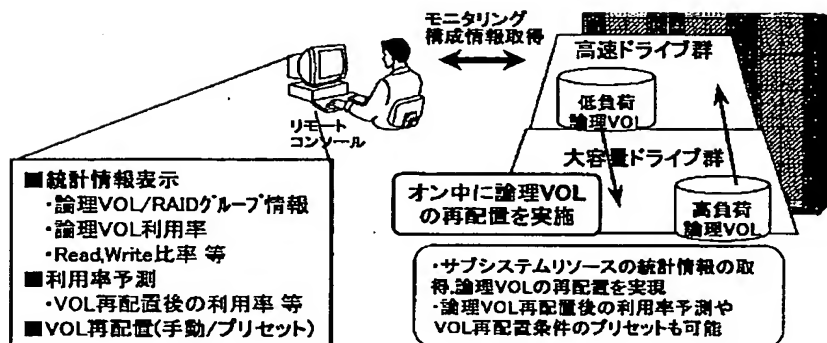 モニタリング
構成情報取得
リモート
コンソール
高速ドライブ群
低負荷
論理VOL
大容量ドライブ群
高負荷
論理VOL
オン中に論理VOL
の再配置を実施
■統計情報表示
・論理VOL/RAIDグループ情報
・論理VOL利用率
・Read,Write比率 等
■利用率予測
・VOL再配置後の利用率 等
■VOL再配置(手動/プリセット)
・サブシステムリソースの統計情報の取
得,論理VOLの再配置を実現
・論理VOL再配置後の利用率予測や
VOL再配置条件のプリセットも可能